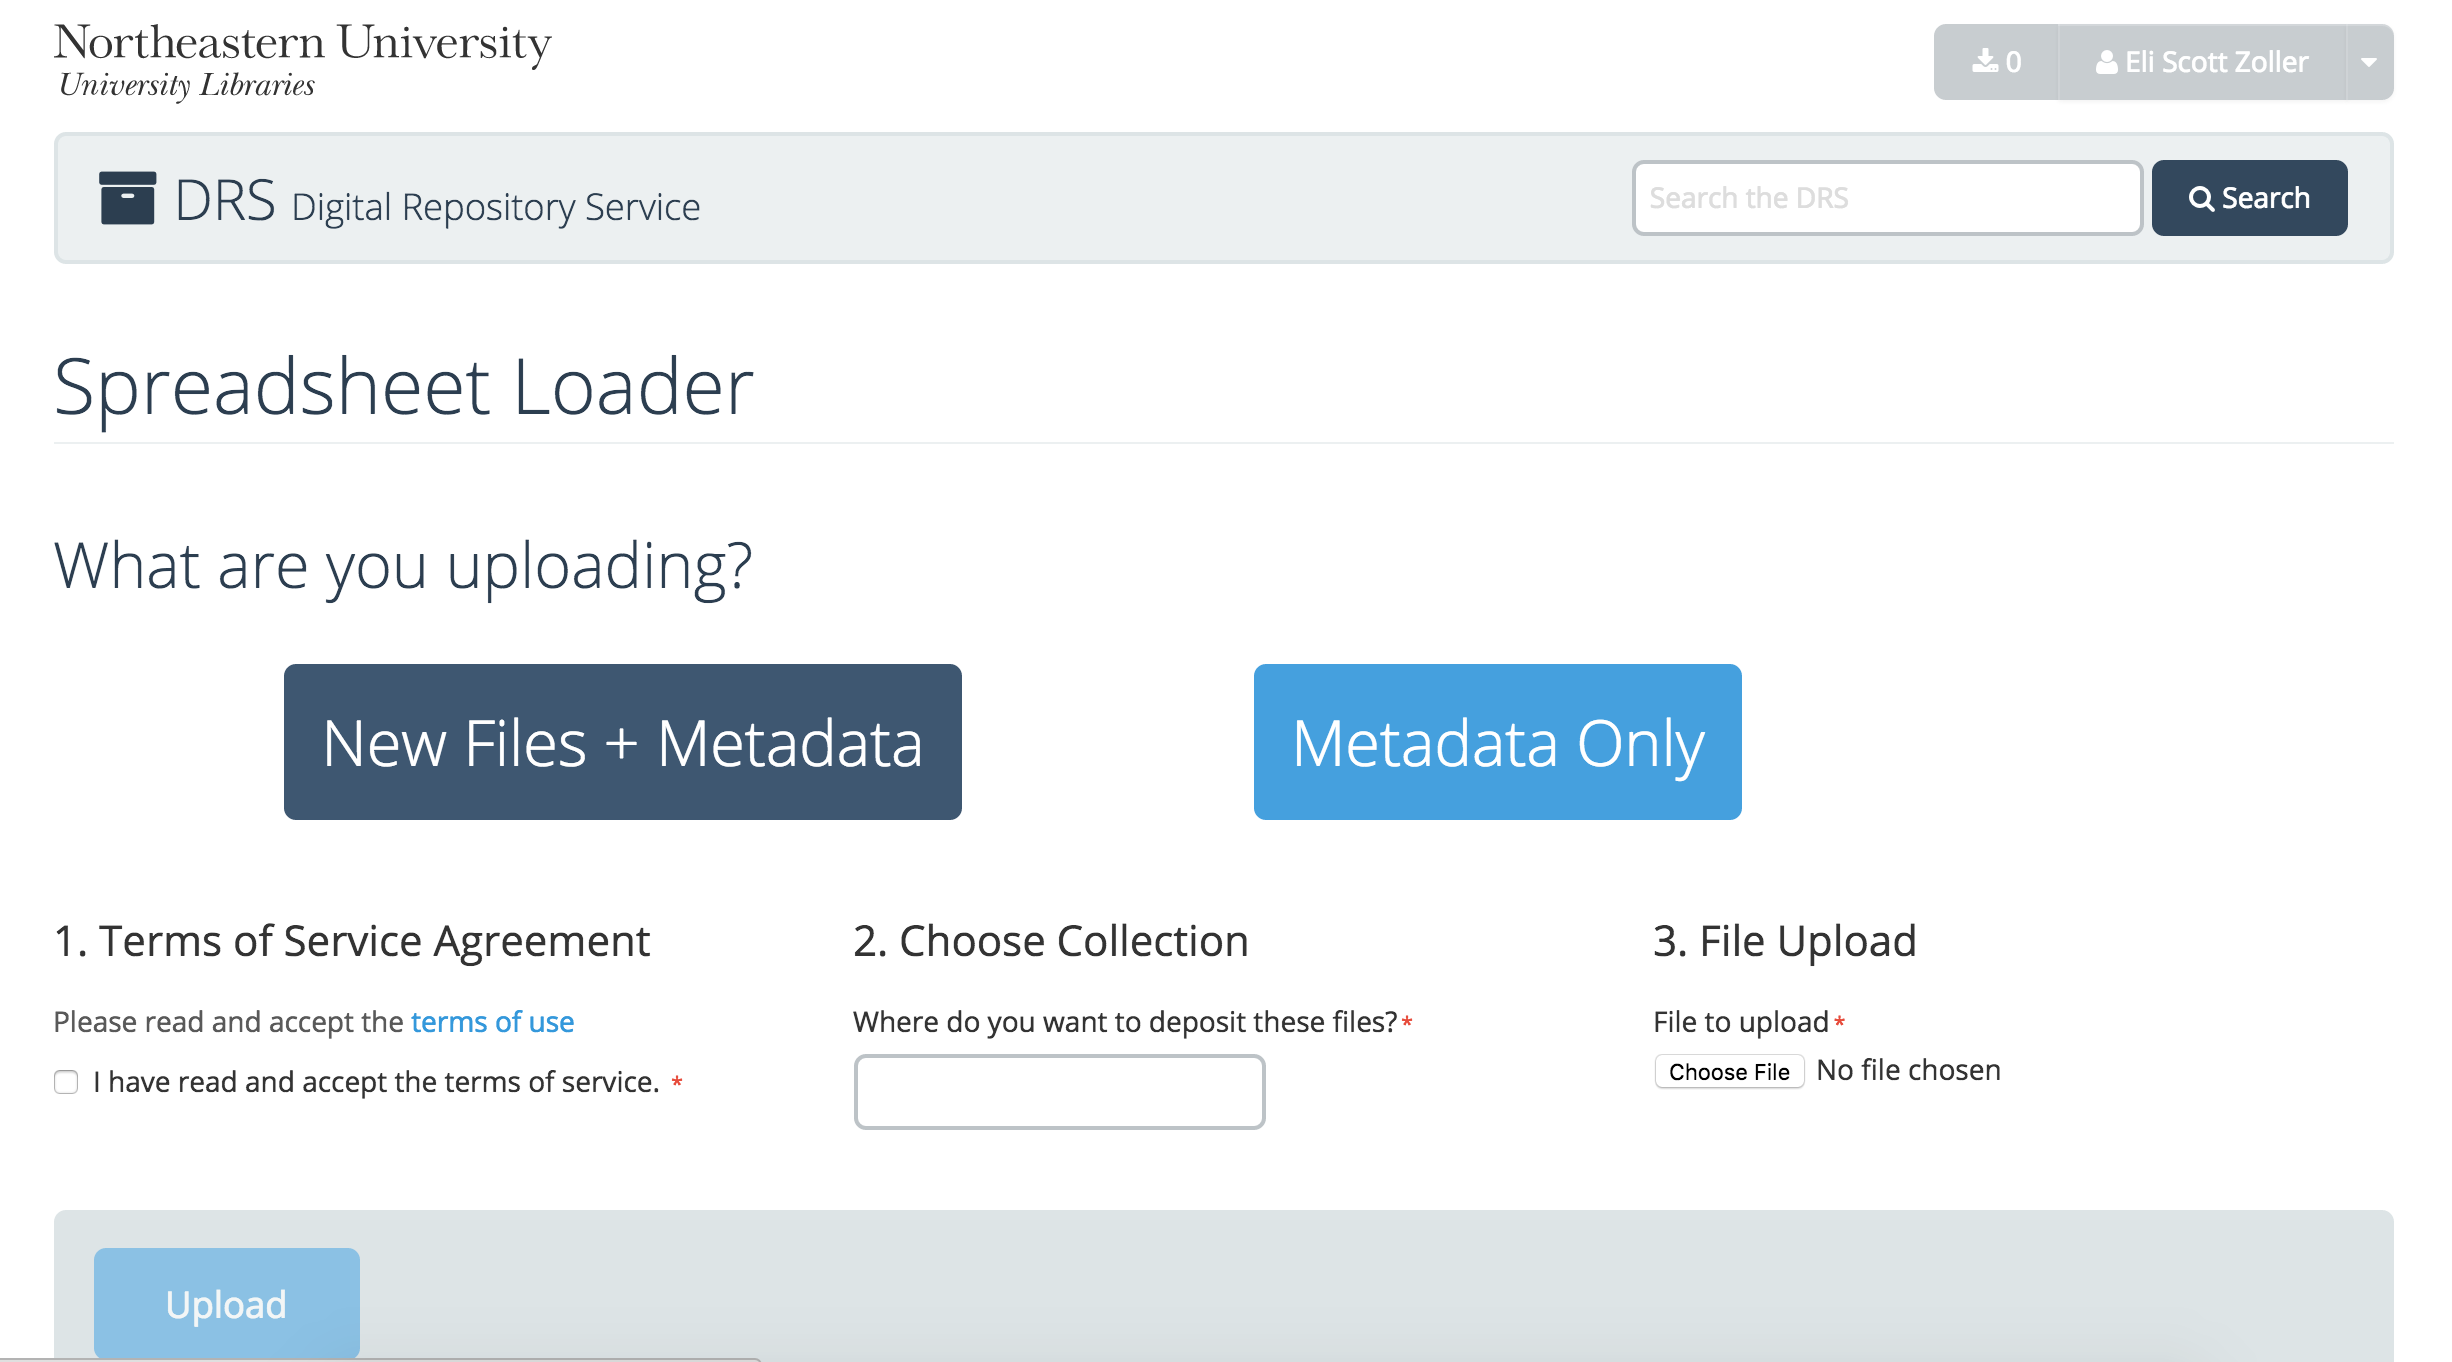 Northeastern University
University Libraries
0
Eli Scott Zoller
DRS Digital Repository Service
Search the DRS
Search
Spreadsheet Loader
What are you uploading?
New Files + Metadata
Metadata Only
1. Terms of Service Agreement
Please read and accept the terms of use
I have read and accept the terms of service. *
2. Choose Collection
Where do you want to deposit these files?*
3. File Upload
File to upload*
Choose File No file chosen
Upload